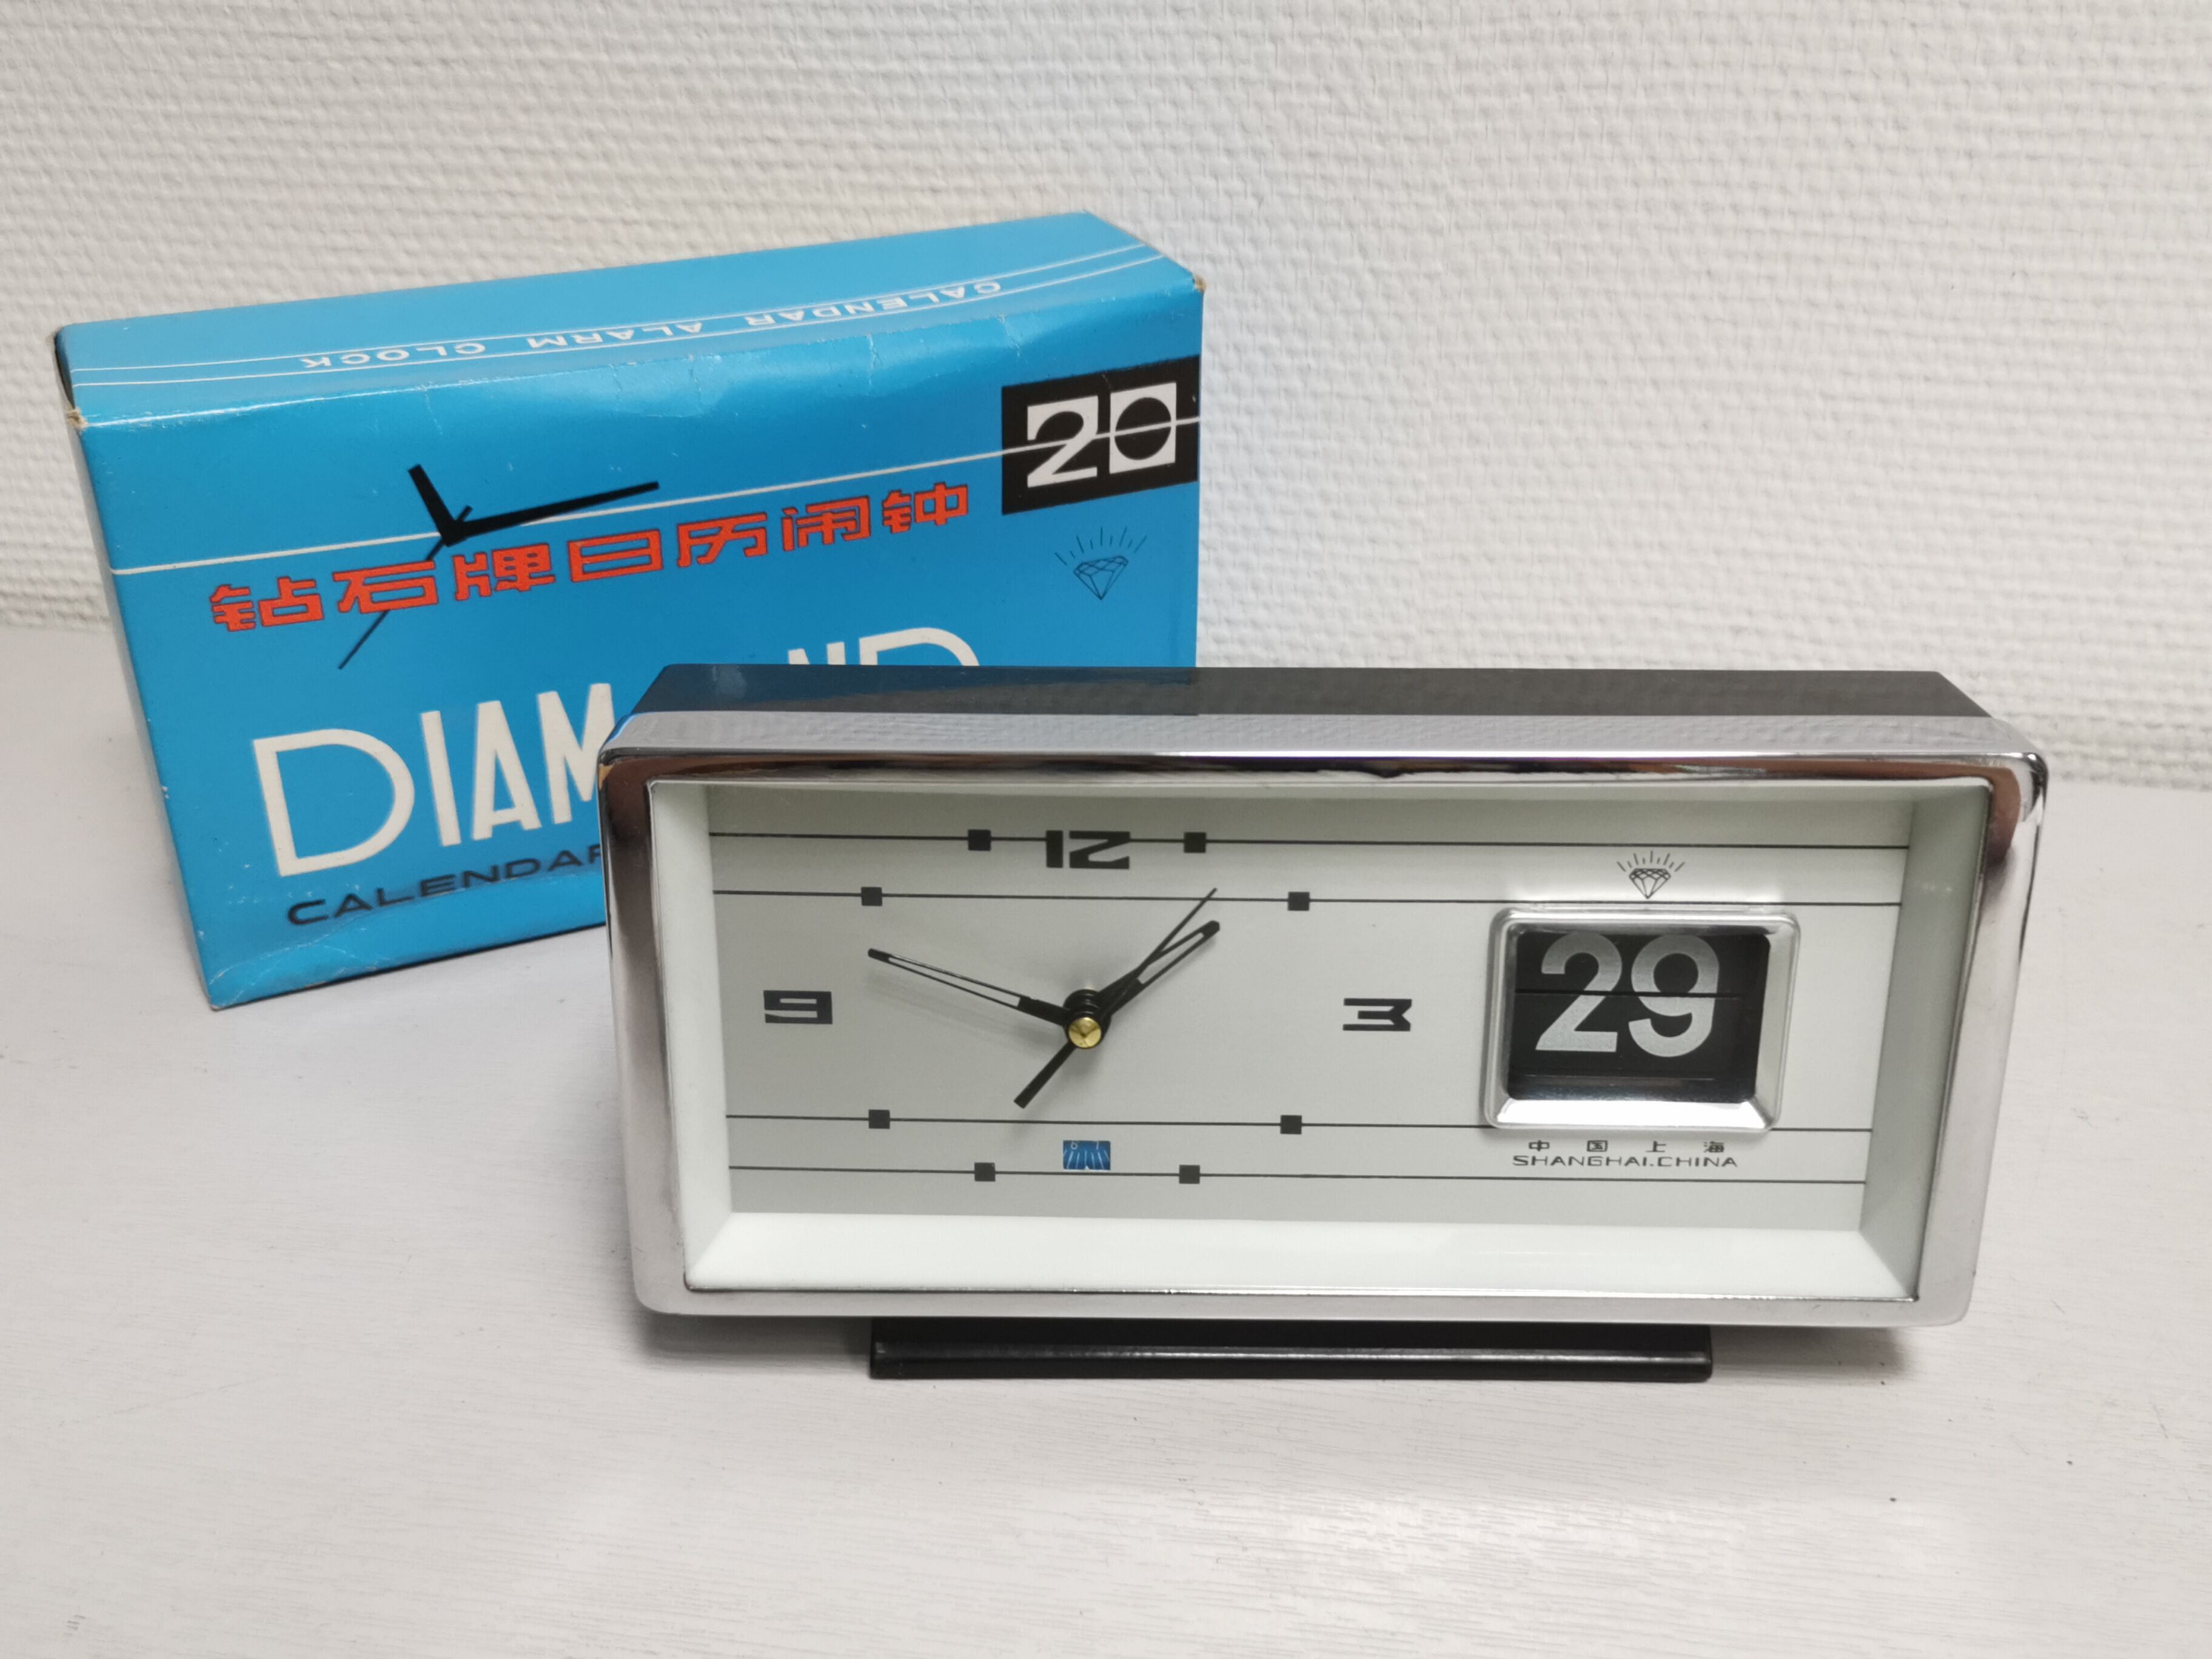 CALENDAR ALARM CLOCK
20
钻石牌日历闹钟
DIAM ND
CALENDAR
12
9
3
29
中国上海
SHANGHAI.CHINA